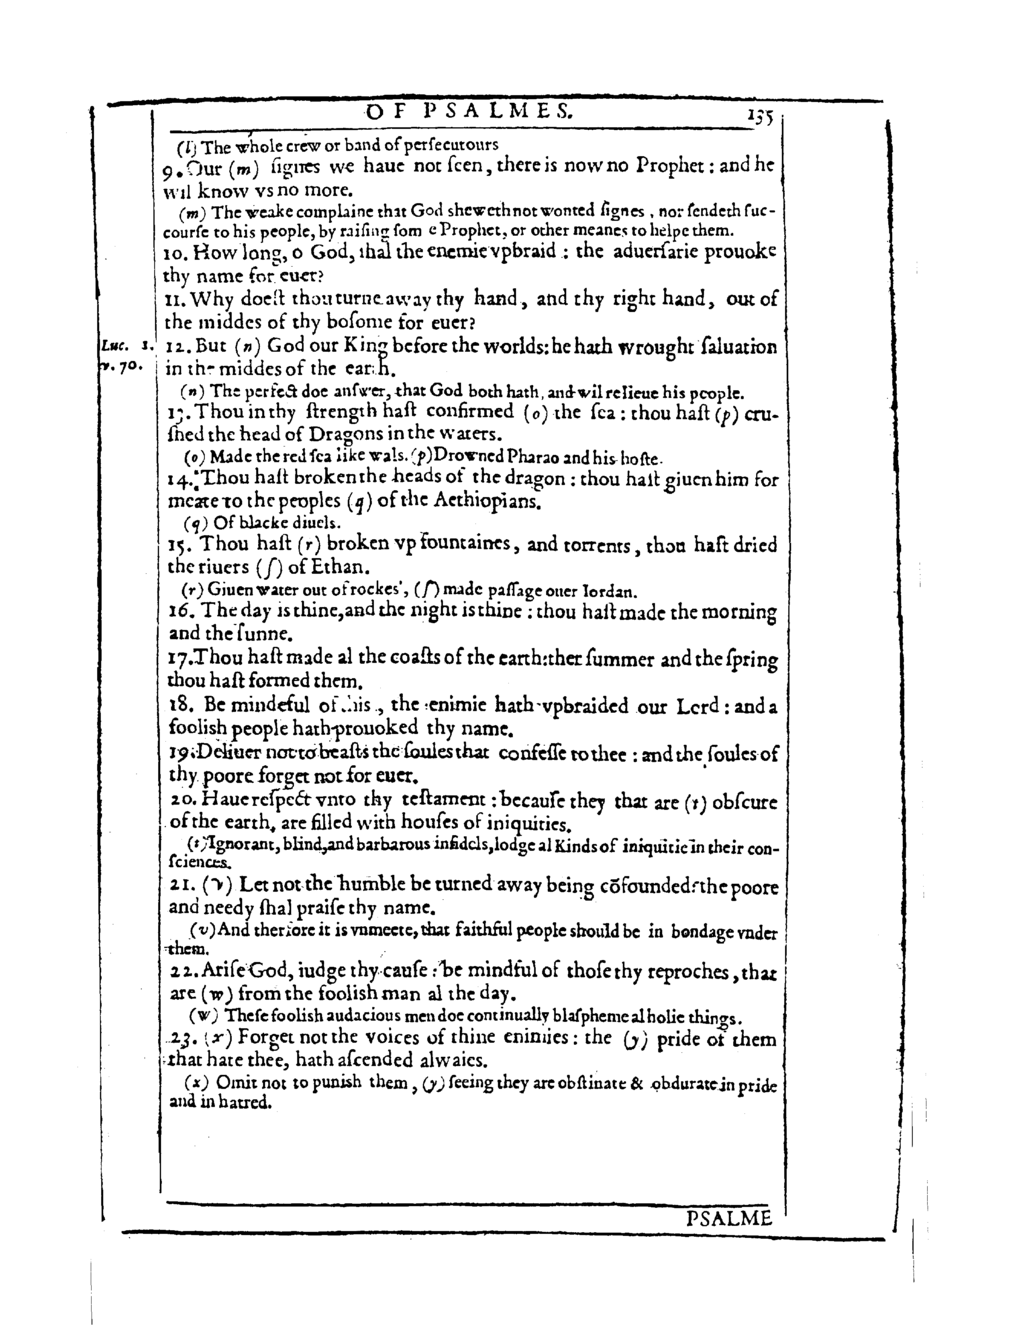 OF PSALMES. 135
(l) The whole crew or band of perſecutours
9. Our (m) ſignes we haue not ſeen, there is now no Prophet: and he
wil know vs no more.
(m) The weake complaine that God sheweth not wonted ſignes, nor ſendeth ſuc-
courſe to his people, by raiſing ſom e Prophet, or other meanes to helpe them.
10. How long, o God, shal the enemie vpbraid: the aduerſarie prouoke
thy name for euer?
11. Why doeſt thou turne away thy hand, and thy right hand, out of
the middes of thy boſome for euer?
Luc. 1. 12. But (n) God our King before the worlds: he hath wrought ſaluation
v. 70. in the middes of the earth.
(n) The perfect doe anſwer, that God both hath, and wil relieue his people.
13. Thou in thy ſtrength haſt confirmed (o) the ſea: thou haſt (p) cru-
ſhed the head of Dragons in the waters.
(o) Made the red ſea like wals. (p) Drowned Pharao and his hoſte.
14. Thou haſt broken the heads of the dragon: thou haſt giuen him for
meate to the peoples (q) of the Aethiopians.
(q) Of blacke diuels.
15. Thou haſt (r) broken vp fountaines, and torrents, thou haſt dried
the riuers (ſ) of Ethan.
(r) Giuen water out of rockes, (ſ) made paſſage ouer Iordan.
16. The day is thine, and the night is thine: thou haſt made the morning
and the ſunne.
17. Thou haſt made al the coaſts of the earth: ther ſummer and the ſpring
thou haſt formed them.
18. Be mindeful of this, the enimie hath vpbraided our Lord: and a
foolish people hath prouoked thy name.
19. Deliuer not to beaſts the ſoules that confeſſe to thee: and the ſoules of
thy poore forget not for euer.
20. Haue reſpect vnto thy teſtament: becauſe they that are (t) obſcure
of the earth, are filled with houſes of iniquities.
(t) Ignorant, blind, and barbarous infidels, lodge al Kinds of iniquitie in their con-
ſciences.
21. (v) Let not the humble be turned away being cōfounded: the poore
and needy ſhal praiſe thy name.
(v) And therfore it is vnmeete, that faithful people should be in bondage vnder
them.
22. Ariſe God, iudge thy cauſe: be mindful of thoſe thy reproches, that
are (w) from the foolish man al the day.
(w) Theſe foolish audacious men doe continually blaſpheme al holie things.
23. (x) Forget not the voices of thine enimies: the (y) pride of them
that hate thee, hath aſcended alwaies.
(x) Omit not to punish them, (y) ſeeing they are obſtinate & obdurate in pride
and in hatred.
PSALME